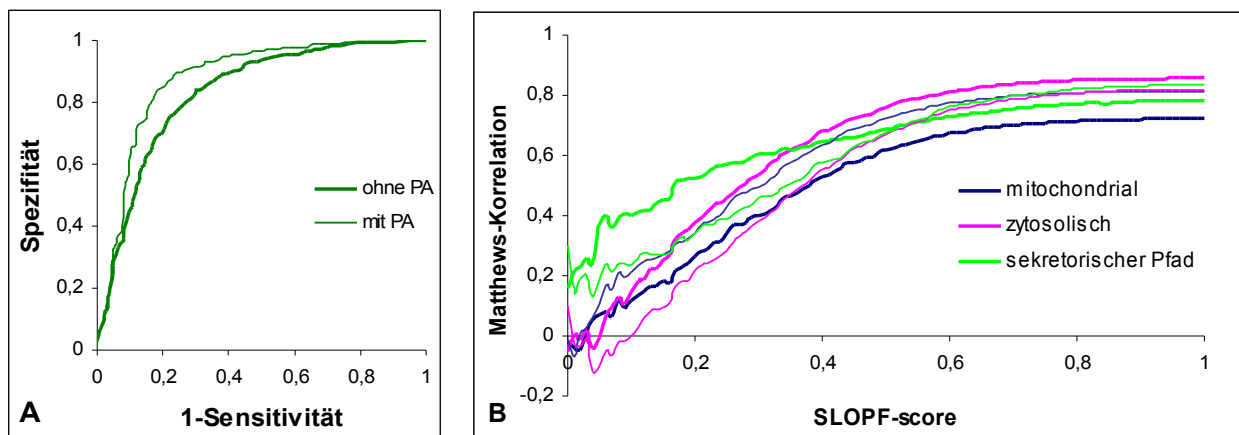 1
0,8
0,6
0,4
0,2
0
Spezifität
0
0,2
0,4
0,6
0,8
1
1-Sensitivität
ohne PA
mit PA
A
1
0,8
0,6
0,4
0,2
0
-0,2
Matthews-Korrelation
0
0,2
0,4
0,6
0,8
1
SLOPF-score
mitochondrial
zytosolisch
sekretorischer Pfad
B